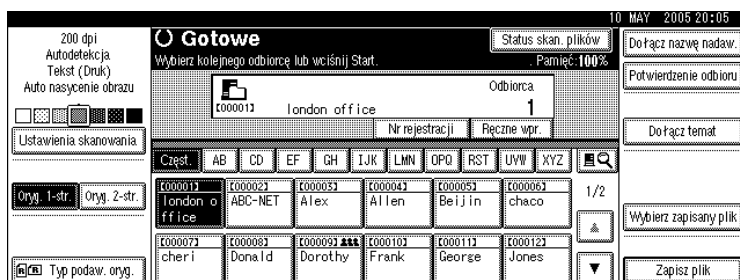 10 MAY 2005 20:05
200 dpi
Autodetekcja
Tekst (Druk)
Auto nasycenie obrazu
Ustawienia skanowania
Oryg. 1-str.
Oryg. 2-str.
Typ podaw. oryg.
Gotowe
Status skan. plików
Wybierz kolejnego odbiorcę lub wciśnij Start.
Pamięć:100%
Odbiorca
[00001]
london office
1
Nr rejestracji
Ręczne wpr.
Częst. AB CD EF GH IJK LMN OPQ RST UVW XYZ
[00001] [00002] [00003] [00004] [00005] [00006]
london o ABC-NET Alex Allen Beijin chaco
ffice
1/2
[00007] [00008] [00009] [00010] [00011] [00012]
cheri Donald Dorothy Frank George Jones
Dołącz nazwę nadaw.
Potwierdzenie odbioru
Dołącz temat
Wybierz zapisany plik
Zapisz plik